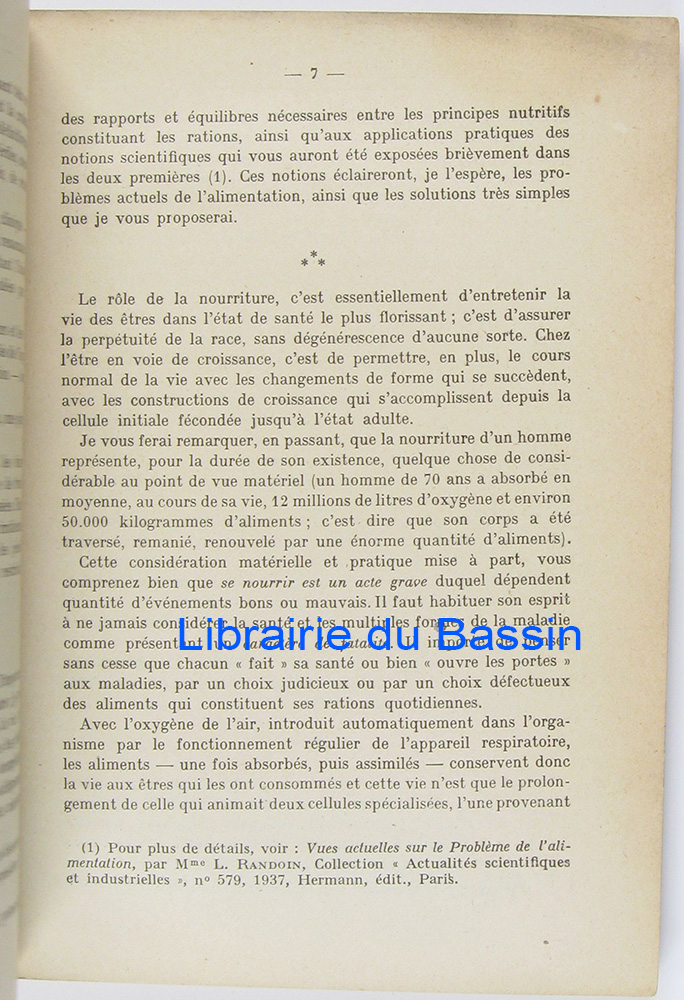 — 7 —
des rapports et équilibres nécessaires entre les principes nutritifs
constituant les rations, ainsi qu'aux applications pratiques des
notions scientifiques qui vous auront été exposées brièvement dans
les deux premières (1). Ces notions éclaireront, je l'espère, les pro-
blèmes actuels de l'alimentation, ainsi que les solutions très simples
que je vous proposerai.
***
Le rôle de la nourriture, c'est essentiellement d'entretenir la
vie des êtres dans l'état de santé le plus florissant ; c'est d'assurer
la perpétuité de la race, sans dégénérescence d'aucune sorte. Chez
l'être en voie de croissance, c'est de permettre, en plus, le cours
normal de la vie avec les changements de forme qui se succèdent,
avec les constructions de croissance qui s'accomplissent depuis la
cellule initiale fécondée jusqu'à l'état adulte.
Je vous ferai remarquer, en passant, que la nourriture d'un homme
représente, pour la durée de son existence, quelque chose de consi-
dérable au point de vue matériel (un homme de 70 ans a absorbé en
moyenne, au cours de sa vie, 12 millions de litres d'oxygène et environ
50.000 kilogrammes d'aliments ; c'est dire que son corps a été
traversé, remanié, renouvelé par une énorme quantité d'aliments).
Cette considération matérielle et pratique mise à part, vous
comprenez bien que se nourrir est un acte grave duquel dépendent
quantité d'événements bons ou mauvais. Il faut habituer son esprit
à ne jamais considérer la santé et les multiples formes de la maladie
comme présentant un caractère de fatalité. Il importe de penser
sans cesse que chacun « fait » sa santé ou bien « ouvre les portes »
aux maladies, par un choix judicieux ou par un choix défectueux
des aliments qui constituent ses rations quotidiennes.
Avec l'oxygène de l'air, introduit automatiquement dans l'orga-
nisme par le fonctionnement régulier de l'appareil respiratoire,
les aliments — une fois absorbés, puis assimilés — conservent donc
la vie aux êtres qui les ont consommés et cette vie n'est que le prolon-
gement de celle qui animait deux cellules spécialisées, l'une provenant
(1) Pour plus de détails, voir : Vues actuelles sur le Problème de l'ali-
mentation, par Mme L. RANDOIN, Collection « Actualités scientifiques
et industrielles », nº 579, 1937, Hermann, édit., Paris.
Librairie du Bassin